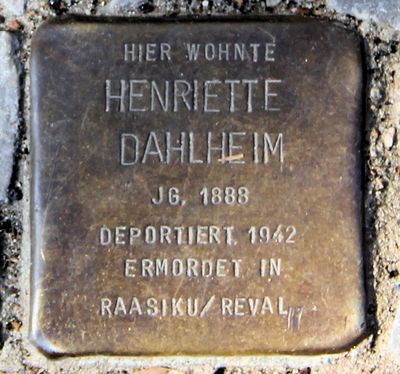 HIER WOHNTE
HENRIETTE
DAHLHEIM
JG. 1888
DEPORTIERT 1942
ERMORDET IN
RAASIKU/REVAL